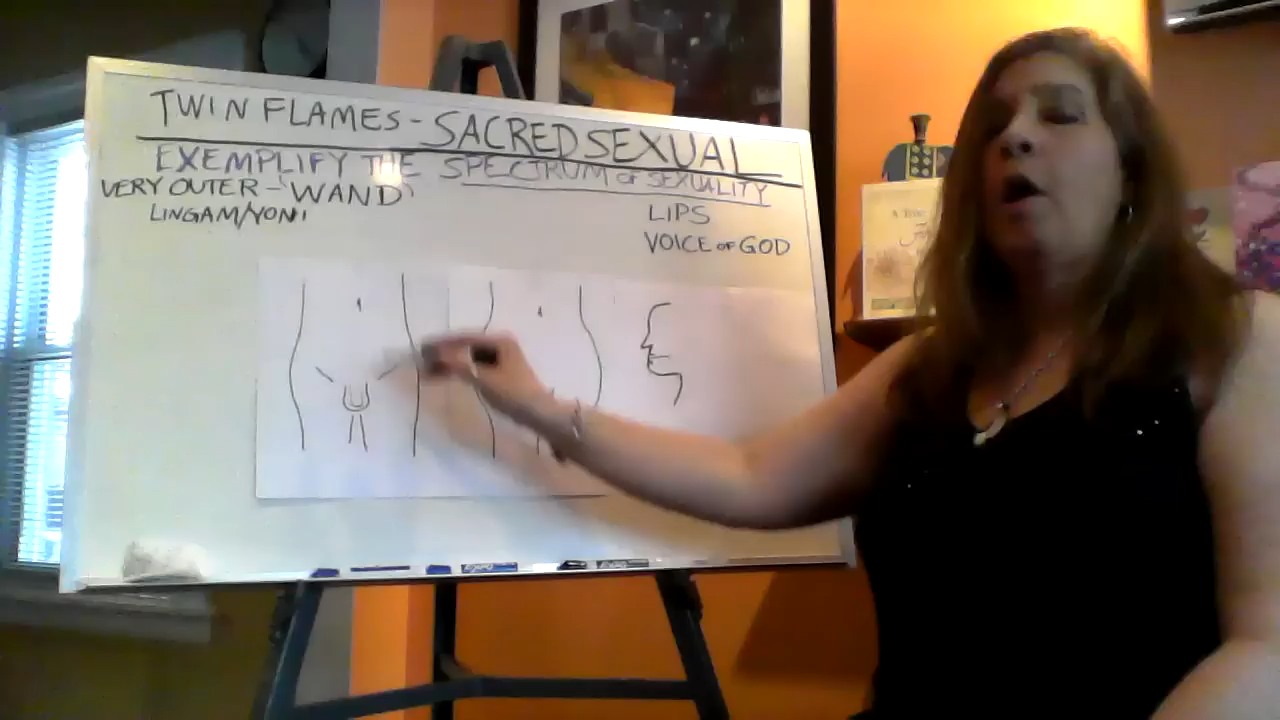 TWIN FLAMES - SACRED SEXUAL
EXEMPLIFY THE SPECTRUM OF SEXUALITY
VERY OUTER - 'WAND'
LINGAM/YONI
LIPS
VOICE OF GOD